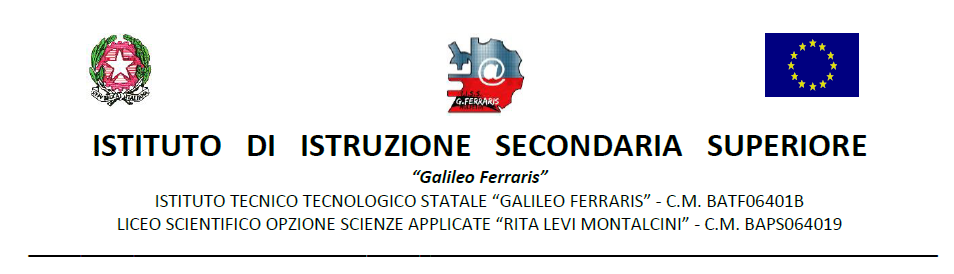 G.FERRARIS
ISTITUTO DI ISTRUZIONE SECONDARIA SUPERIORE
“Galileo Ferraris”
ISTITUTO TECNICO TECNOLOGICO STATALE “GALILEO FERRARIS” - C.M. BATF06401B
LICEO SCIENTIFICO OPZIONE SCIENZE APPLICATE “RITA LEVI MONTALCINI” - C.M. BAPS064019